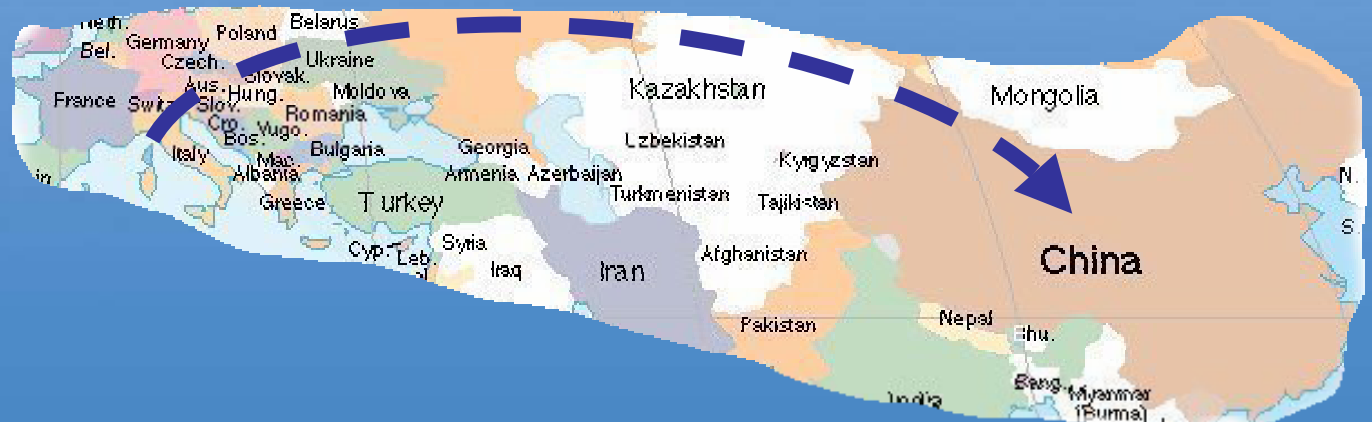 Neth.
Belarus
Poland
Germany
Bel.
Czech.
Ukraine
Slovak.
Aus.
Hung.
Moldova
France
Switz
Slov.
Romania
Cro.
Yugo.
Bos.
Bulgaria
Italy
Mac.
Albania
Greece
Turkey
Georgia
Armenia
Azerbaijan
Kazakhstan
Uzbekistan
Kyrgyzstan
Turkmenistan
Tajikistan
Mongolia
N.
S.
Cyp.
Leb.
Syria
Iraq
Iran
Afghanistan
China
Pakistan
Nepal
Bhu.
Bang.
Myanmar
(Burma)
India